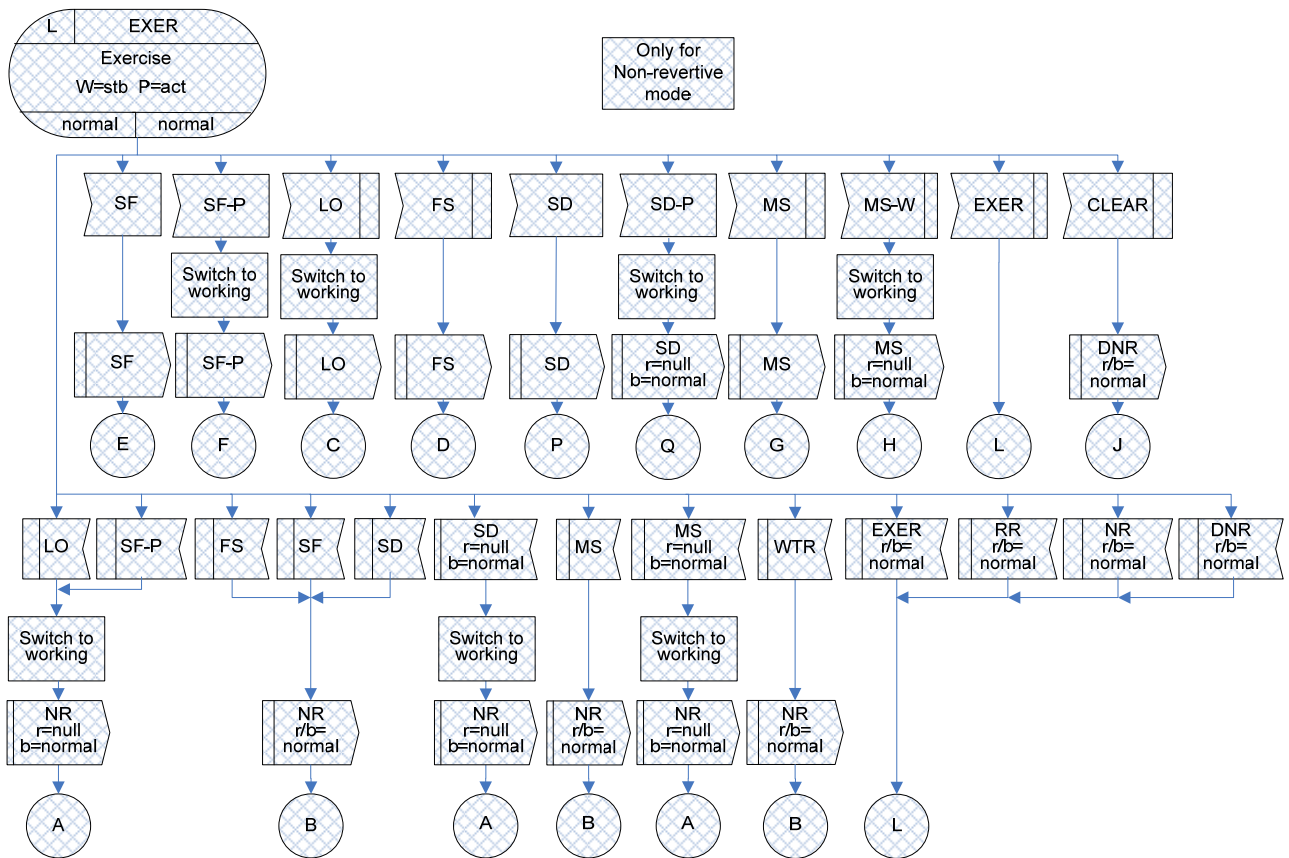 L EXER
Exercise
W=stb P=act
normal normal
Only for
Non-revertive
mode
SF SF-P LO FS SD SD-P MS MS-W EXER CLEAR
Switch to
working
Switch to
working
Switch to
working
Switch to
working
SF
SF-P
LO
FS
SD
SD
r=null
b=normal
MS
MS
r=null
b=normal
DNR
r/b=
normal
E F C D P Q G H L J
LO
SF-P
FS
SF
SD
SD
r=null
b=normal
MS
MS
r=null
b=normal
WTR
EXER
r/b=
normal
RR
r/b=
normal
NR
r/b=
normal
DNR
r/b=
normal
Switch to
working
Switch to
working
Switch to
working
NR
r=null
b=normal
NR
r/b=
normal
NR
r=null
b=normal
NR
r/b=
normal
NR
r=null
b=normal
NR
r/b=
normal
A B A B A B L